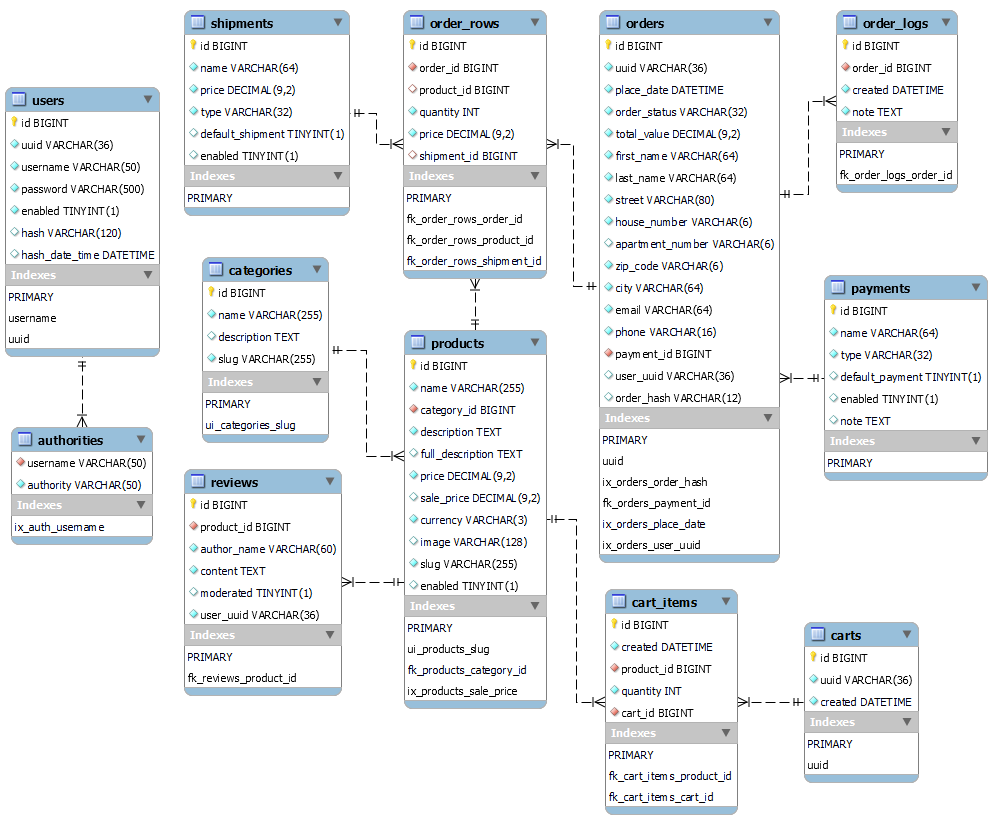 shipments
id BIGINT
name VARCHAR(64)
price DECIMAL(9,2)
type VARCHAR(32)
default_shipment TINYINT(1)
enabled TINYINT(1)
Indexes
PRIMARY
order_rows
id BIGINT
order_id BIGINT
product_id BIGINT
quantity INT
price DECIMAL(9,2)
shipment_id BIGINT
Indexes
PRIMARY
fk_order_rows_order_id
fk_order_rows_product_id
fk_order_rows_shipment_id
orders
id BIGINT
uuid VARCHAR(36)
place_date DATETIME
order_status VARCHAR(32)
total_value DECIMAL(9,2)
first_name VARCHAR(64)
last_name VARCHAR(64)
street VARCHAR(80)
house_number VARCHAR(6)
apartment_number VARCHAR(6)
zip_code VARCHAR(6)
city VARCHAR(64)
email VARCHAR(64)
phone VARCHAR(16)
payment_id BIGINT
user_uuid VARCHAR(36)
order_hash VARCHAR(12)
Indexes
PRIMARY
uuid
ix_orders_order_hash
fk_orders_payment_id
ix_orders_place_date
ix_orders_user_uuid
order_logs
id BIGINT
order_id BIGINT
created DATETIME
note TEXT
Indexes
PRIMARY
fk_order_logs_order_id
users
id BIGINT
uuid VARCHAR(36)
username VARCHAR(50)
password VARCHAR(500)
enabled TINYINT(1)
hash VARCHAR(120)
hash_date_time DATETIME
Indexes
PRIMARY
username
uuid
categories
id BIGINT
name VARCHAR(255)
description TEXT
slug VARCHAR(255)
Indexes
PRIMARY
ui_categories_slug
products
id BIGINT
name VARCHAR(255)
category_id BIGINT
description TEXT
full_description TEXT
price DECIMAL(9,2)
sale_price DECIMAL(9,2)
currency VARCHAR(3)
image VARCHAR(128)
slug VARCHAR(255)
enabled TINYINT(1)
Indexes
PRIMARY
ui_products_slug
fk_products_category_id
ix_products_sale_price
payments
id BIGINT
name VARCHAR(64)
type VARCHAR(32)
default_payment TINYINT(1)
enabled TINYINT(1)
note TEXT
Indexes
PRIMARY
authorities
username VARCHAR(50)
authority VARCHAR(50)
Indexes
ix_auth_username
reviews
id BIGINT
product_id BIGINT
author_name VARCHAR(60)
content TEXT
moderated TINYINT(1)
user_uuid VARCHAR(36)
Indexes
PRIMARY
fk_reviews_product_id
cart_items
id BIGINT
created DATETIME
product_id BIGINT
quantity INT
cart_id BIGINT
Indexes
PRIMARY
fk_cart_items_product_id
fk_cart_items_cart_id
carts
id BIGINT
uuid VARCHAR(36)
created DATETIME
Indexes
PRIMARY
uuid